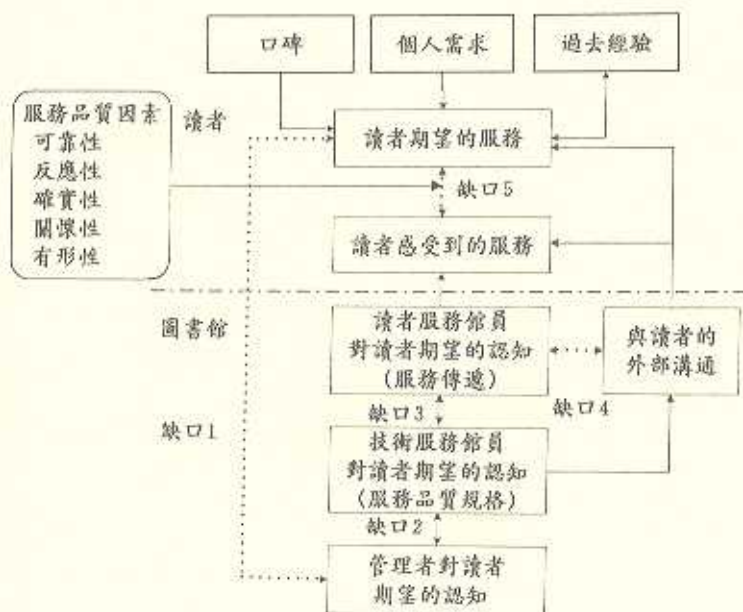 口碑
個人需求
過去經驗
服務品質因素
可靠性
反應性
確實性
關懷性
有形性
讀者
讀者期望的服務
缺口5
讀者感受到的服務
圖書館
讀者服務館員
對讀者期望的認知
(服務傳遞)
與讀者的
外部溝通
缺口1
缺口3
缺口4
技術服務館員
對讀者期望的認知
(服務品質規格)
缺口2
管理者對讀者
期望的認知